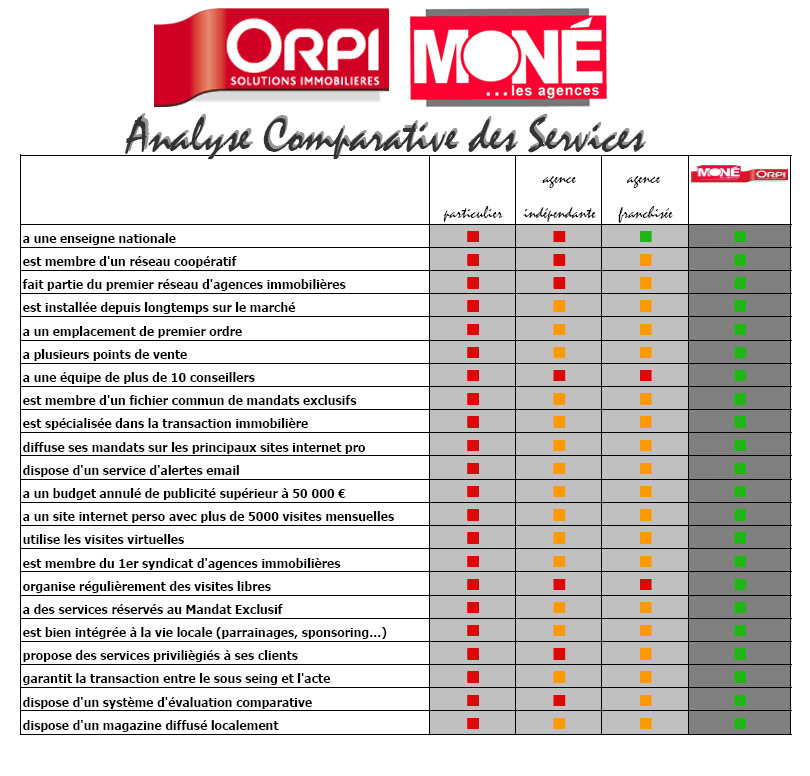 ORPI
SOLUTIONS IMMOBILIERES
MONÉ
...les agences
Analyse Comparative des Services
particulier
agence
indépendante
agence
franchisée
MONÉ ORPI
a une enseigne nationale
est membre d'un réseau coopératif
fait partie du premier réseau d'agences immobilières
est installée depuis longtemps sur le marché
a un emplacement de premier ordre
a plusieurs points de vente
a une équipe de plus de 10 conseillers
est membre d'un fichier commun de mandats exclusifs
est spécialisée dans la transaction immobilière
diffuse ses mandats sur les principaux sites internet pro
dispose d'un service d'alertes email
a un budget annulé de publicité supérieur à 50 000 €
a un site internet perso avec plus de 5000 visites mensuelles
utilise les visites virtuelles
est membre du 1er syndicat d'agences immobilières
organise régulièrement des visites libres
a des services réservés au Mandat Exclusif
est bien intégrée à la vie locale (parrainages, sponsoring...)
propose des services privilègiés à ses clients
garantit la transaction entre le sous seing et l'acte
dispose d'un système d'évaluation comparative
dispose d'un magazine diffusé localement